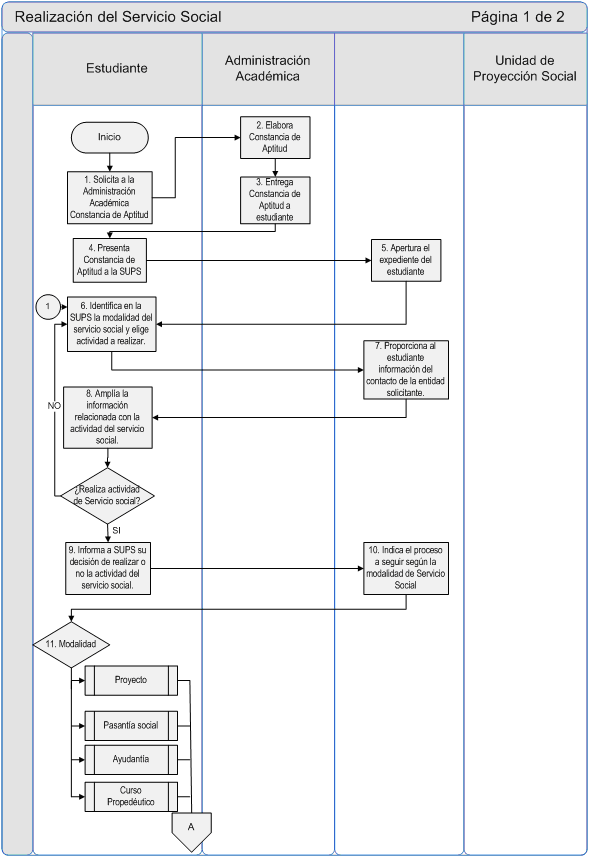 Realización del Servicio Social
Página 1 de 2
Estudiante
Administración
Académica
Unidad de
Proyección Social
Inicio
1. Solicita a la
Administración
Académica
Constancia de Aptitud
2. Elabora
Constancia de
Aptitud
3. Entrega
Constancia de
Aptitud a
estudiante
4. Presenta
Constancia de
Aptitud a la SUPS
5. Apertura el
expediente del
estudiante
1
6. Identifica en la
SUPS la modalidad del
servicio social y elige
actividad a realizar.
7. Proporciona al
estudiante
información del
contacto de la entidad
solicitante.
NO
8. Amplía la
información
relacionada con la
actividad del servicio
social.
¿Realiza actividad
de Servicio social?
SI
9. Informa a SUPS su
decisión de realizar o
no la actividad del
servicio social.
10. Indica el proceso
a seguir según la
modalidad de Servicio
Social
11. Modalidad
Proyecto
Pasantía social
Ayudantía
Curso
Propedéutico
A